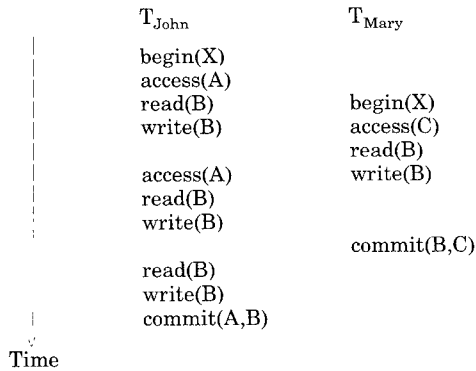 T_John T_Mary
begin(X)
access(A)
read(B) begin(X)
write(B) access(C)
read(B)
access(A) write(B)
read(B)
write(B)
commit(B,C)
read(B)
write(B)
commit(A,B)
Time